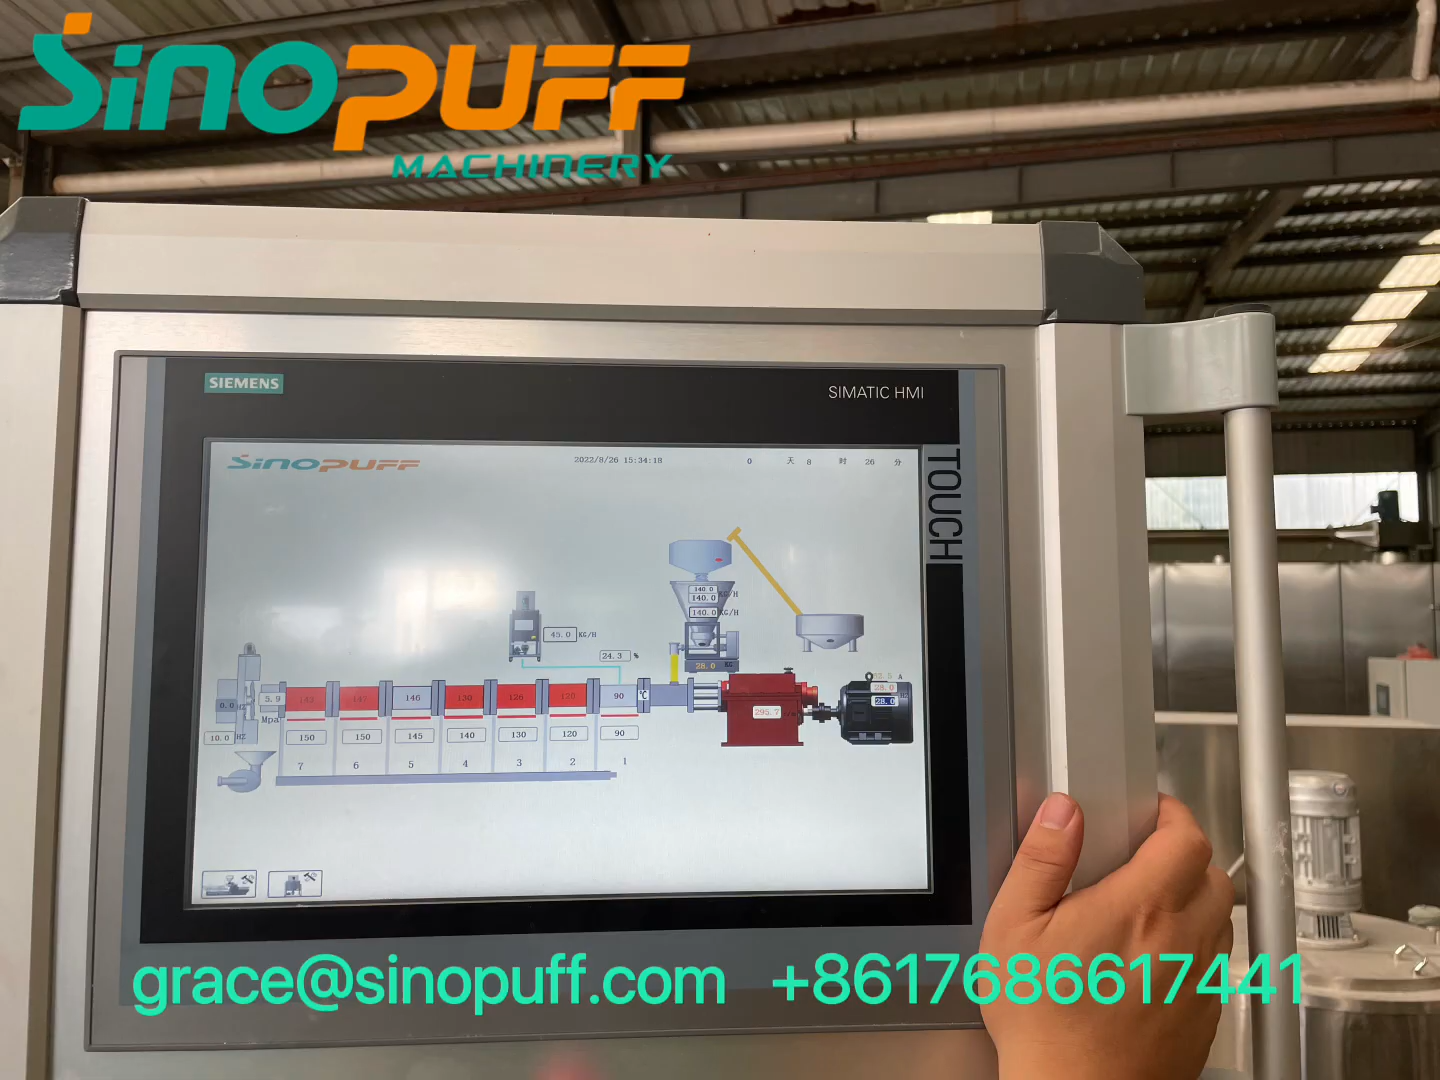 SINOPUFF
MACHINERY
SIEMENS
SIMATIC HMI
TOUCH
SINOPUFF
2022/8/26 15:34:18
0 天 8 时 26 分
140.0
140.0 KG/H
140.0 KG/H
45.0 KG/H
24.3 %
28.0 KG
A
28.0 HZ
28.0
0.0
5.9
Mpa
147 146 130 126 120 90 ℃
295.7
10.0 HZ
150 150 145 140 130 120 90
7 6 5 4 3 2 1
grace@sinopuff.com +8617686617441